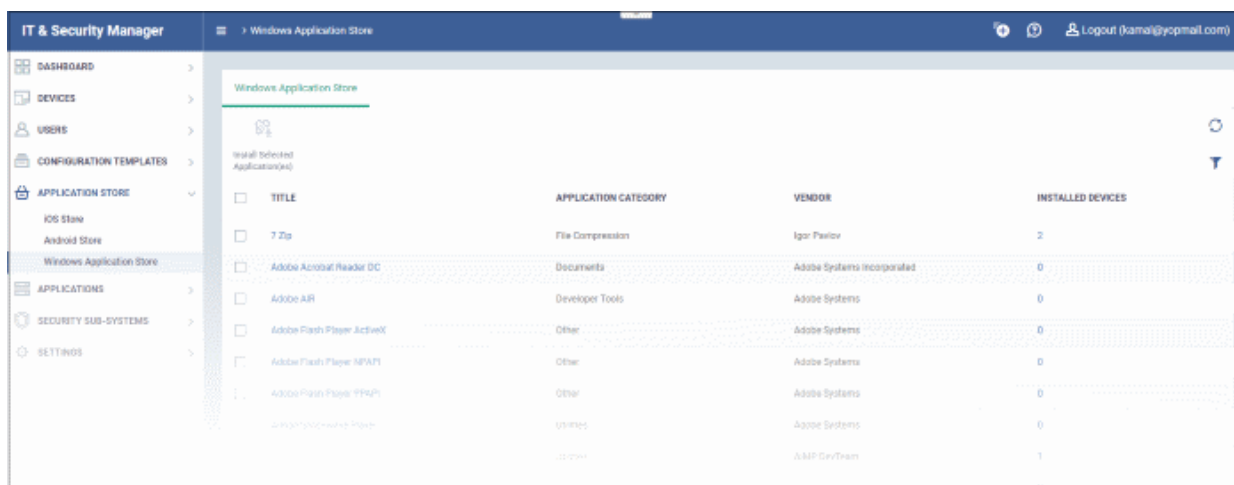 IT & Security Manager
> Windows Application Store
Logout (kamal@yopmail.com)
DASHBOARD
DEVICES
USERS
CONFIGURATION TEMPLATES
APPLICATION STORE
iOS Store
Android Store
Windows Application Store
APPLICATIONS
SECURITY SUB-SYSTEMS
SETTINGS
Windows Application Store
Install Selected
Application(es)
TITLE APPLICATION CATEGORY VENDOR INSTALLED DEVICES
7 Zip File Compression Igor Pavlov 2
Adobe Acrobat Reader DC Documents Adobe Systems Incorporated 0
Adobe AIR Developer Tools Adobe Systems 0
Adobe Flash Player ActiveX Other Adobe Systems 0
Adobe Flash Player NPAPI Other Adobe Systems 0
Adobe Flash Player PPAPI Other Adobe Systems 0
Utilities Adobe Systems 0
AIMP DevTeam 1